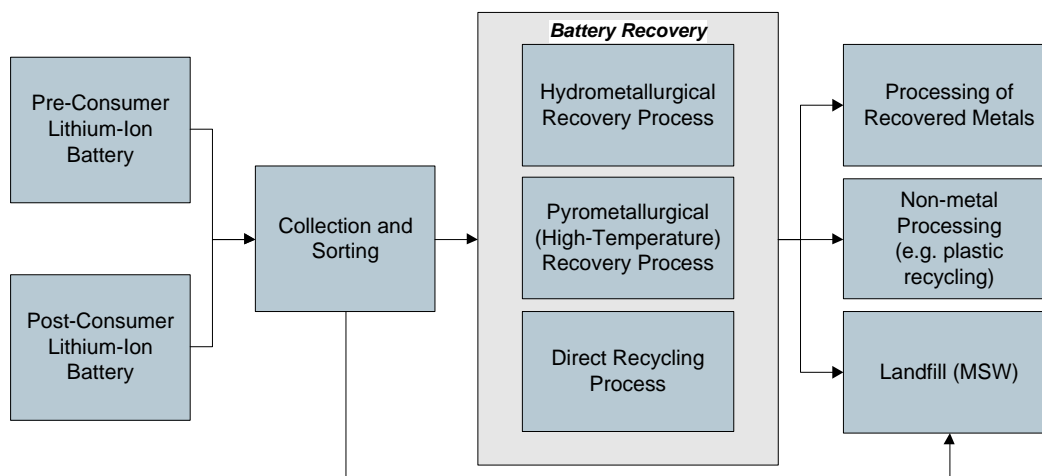 Pre-Consumer
Lithium-Ion
Battery
Post-Consumer
Lithium-Ion
Battery
Collection and
Sorting
Battery Recovery
Hydrometallurgical
Recovery Process
Pyrometallurgical
(High-Temperature)
Recovery Process
Direct Recycling
Process
Processing of
Recovered Metals
Non-metal
Processing
(e.g. plastic
recycling)
Landfill (MSW)